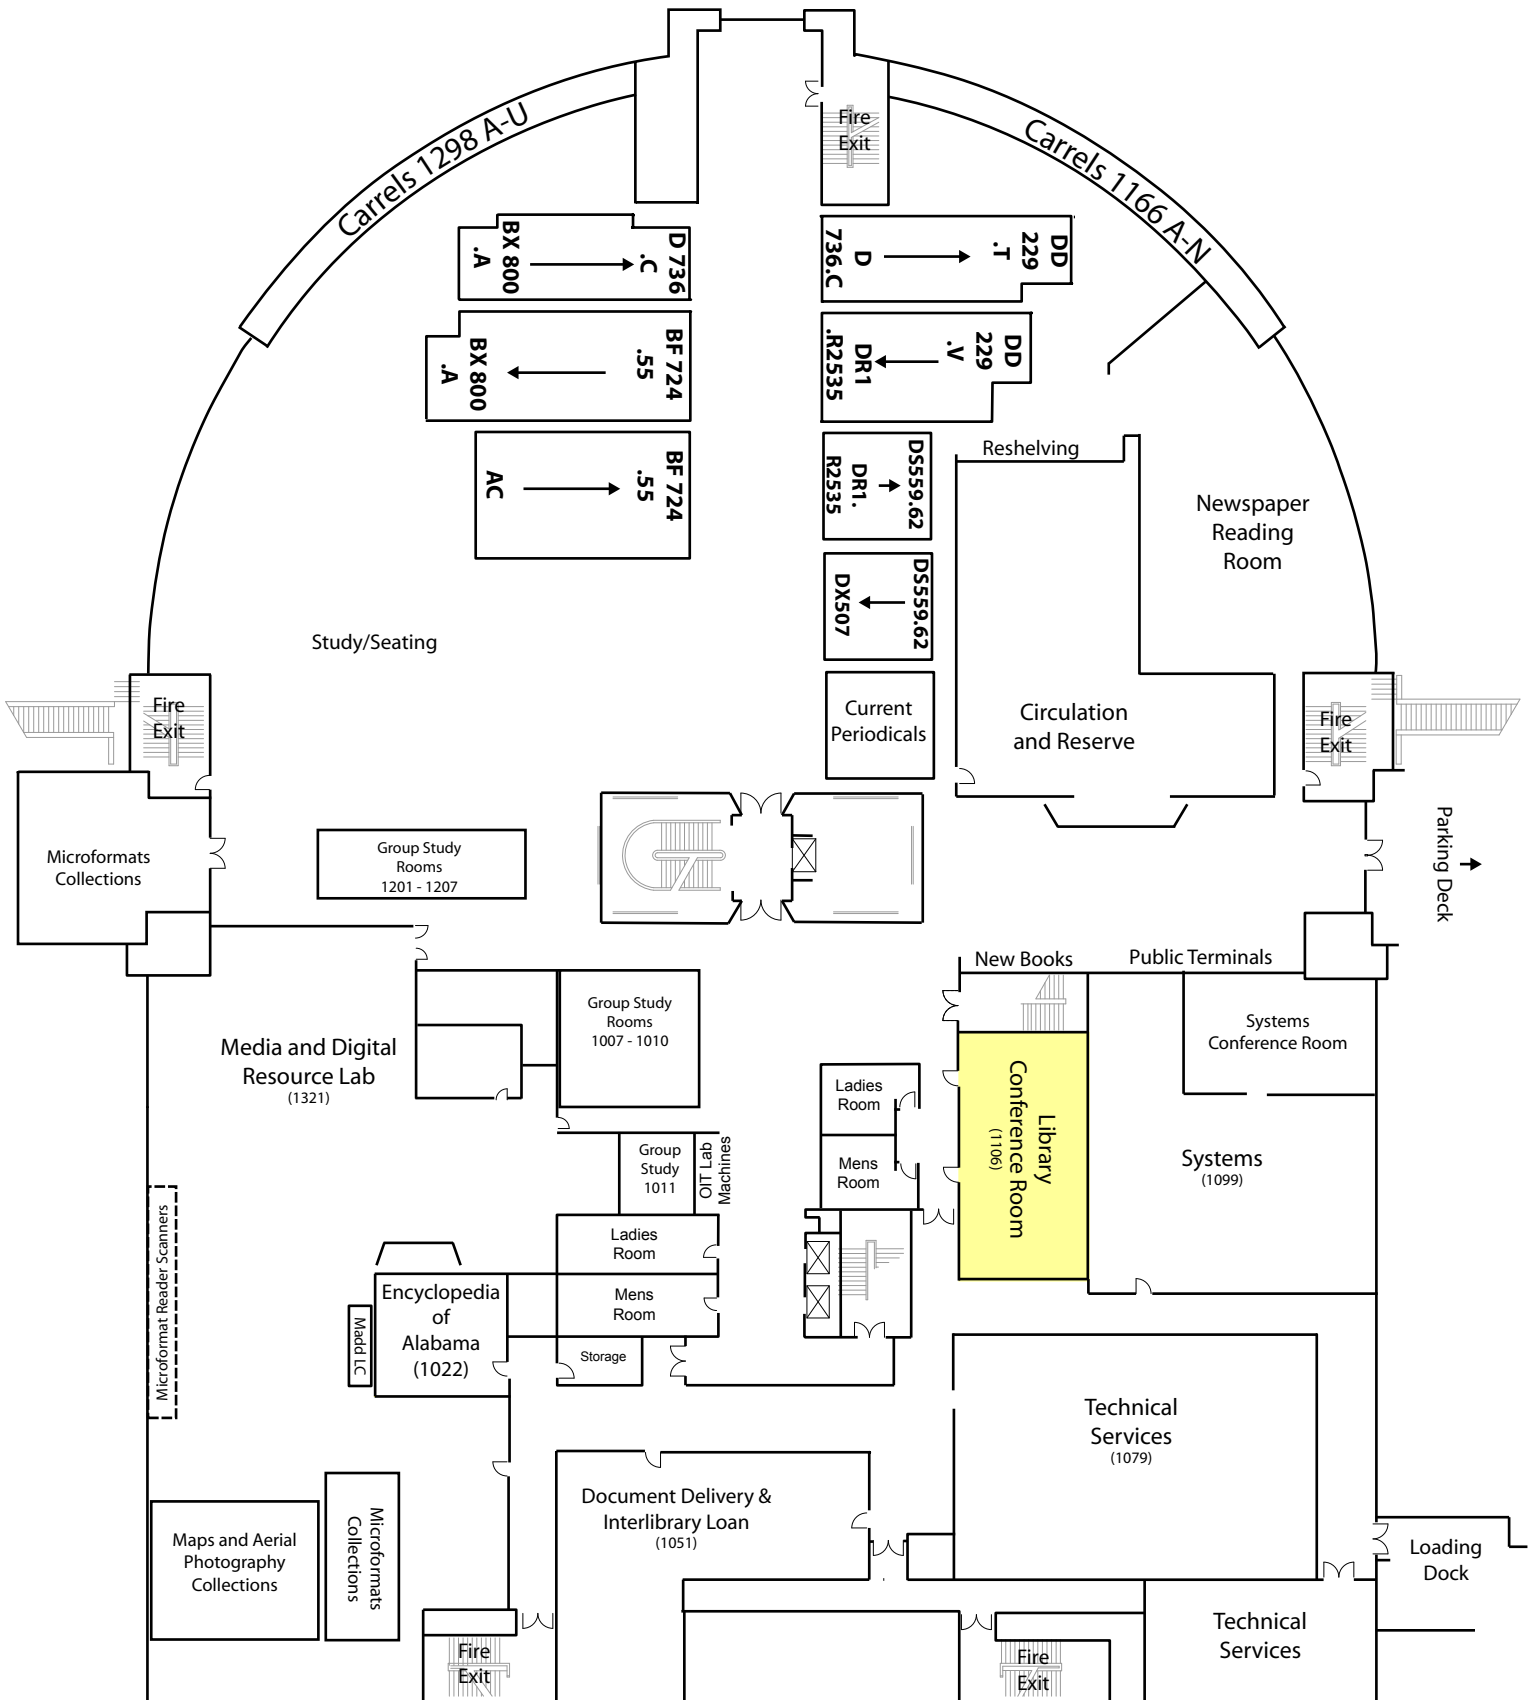 Carrels 1298 A-U
Fire
Exit
Carrels 1166 A-N
BX 800
.A
D 736
.C
D
736.C
DD
229
.T
BX 800
.A
BF 724
.55
DR1
.R2535
DD
229
.V
AC
BF 724
.55
DR1.
R2535
DS559.62
Reshelving
Newspaper
Reading
Room
DX507
DS559.62
Study/Seating
Fire
Exit
Current
Periodicals
Circulation
and Reserve
Fire
Exit
Microformats
Collections
Group Study
Rooms
1201 - 1207
Parking Deck
New Books
Public Terminals
Media and Digital
Resource Lab
(1321)
Group Study
Rooms
1007 - 1010
Systems
Conference Room
Ladies
Room
Library
Conference Room
(1106)
Group
Study
1011
OIT Lab
Machines
Mens
Room
Systems
(1099)
Microformat Reader Scanners
Ladies
Room
Encyclopedia
of
Alabama
(1022)
Madd LC
Mens
Room
Storage
Technical
Services
(1079)
Maps and Aerial
Photography
Collections
Microformats
Collections
Document Delivery &
Interlibrary Loan
(1051)
Loading
Dock
Technical
Services
Fire
Exit
Fire
Exit